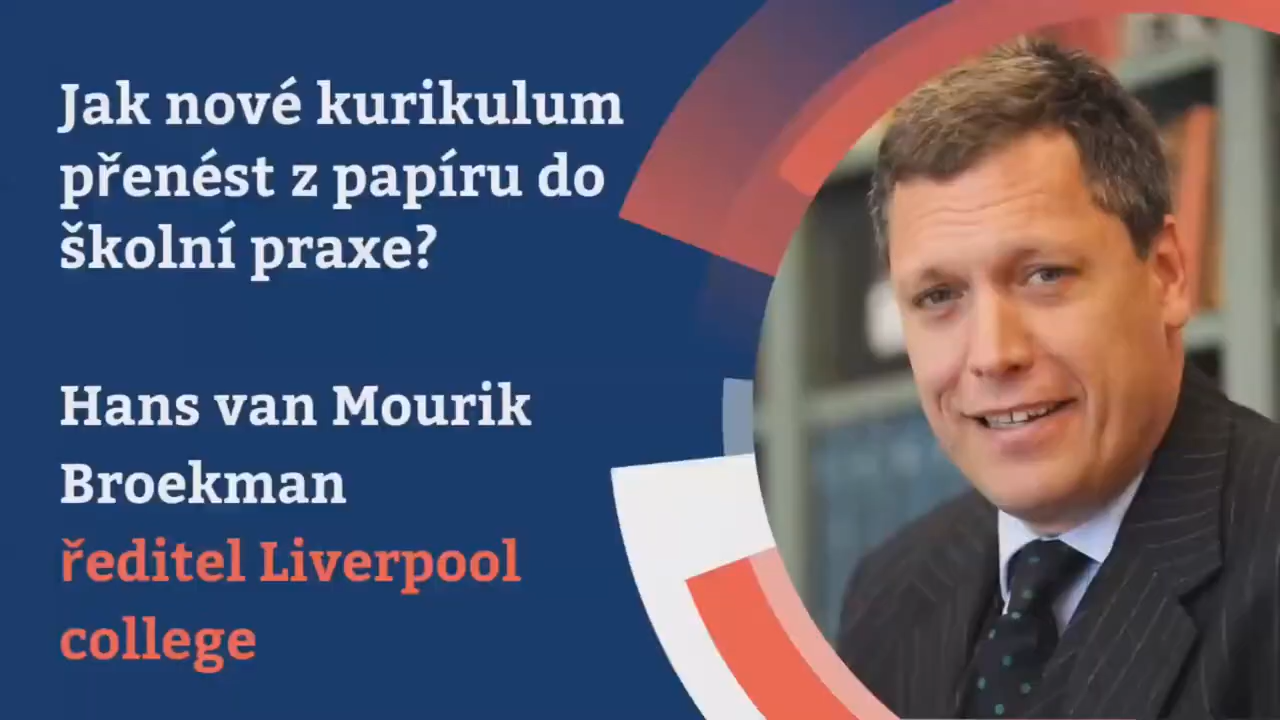 Jak nové kurikulum
přenést z papíru do
školní praxe?
Hans van Mourik
Broekman
ředitel Liverpool
college